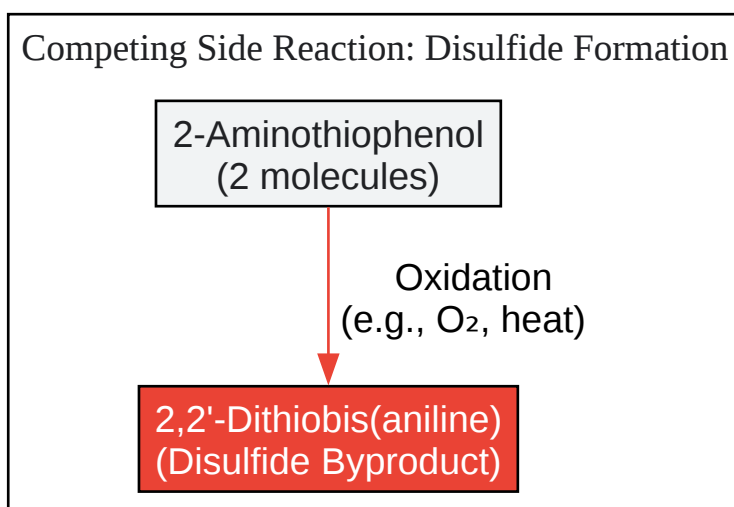 Competing Side Reaction: Disulfide Formation
2-Aminothiophenol
(2 molecules)
Oxidation
(e.g., O₂, heat)
2,2'-Dithiobis(aniline)
(Disulfide Byproduct)